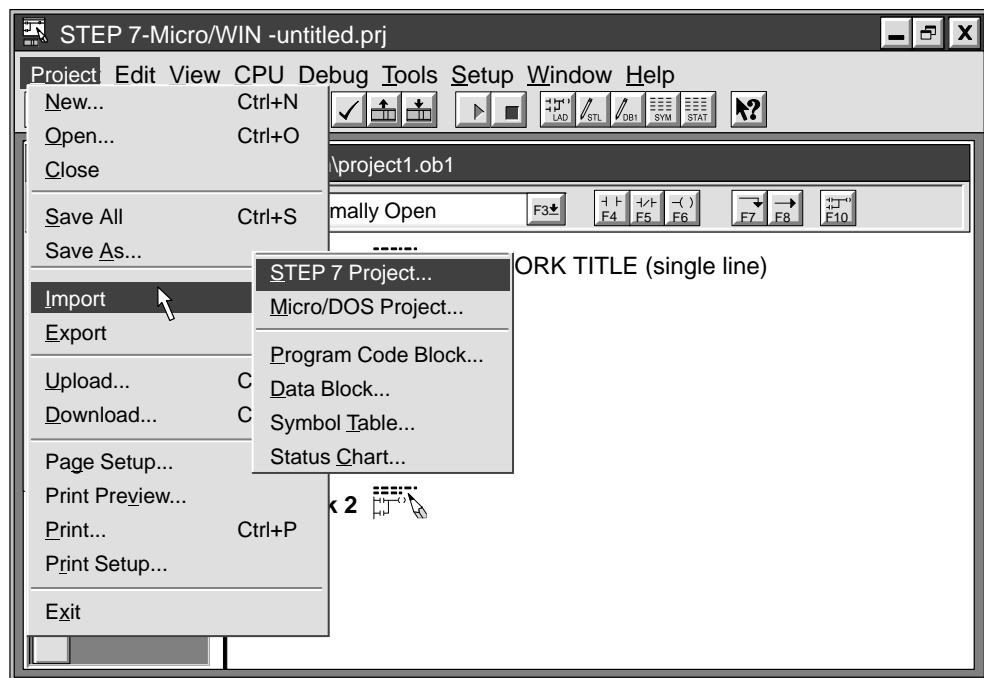 STEP 7-Micro/WIN -untitled.prj
Project Edit View CPU Debug Tools Setup Window Help
LAD STL DB1 SYM STAT
\project1.ob1
mally Open F3 F4 F5 F6 F7 F8 F10
New... Ctrl+N
Open... Ctrl+O
Close
Save All Ctrl+S
Save As...
Import
Export
Upload... C
Download... C
Page Setup...
Print Preview...
Print... Ctrl+P
Print Setup...
Exit
STEP 7 Project...
Micro/DOS Project...
Program Code Block...
Data Block...
Symbol Table...
Status Chart...
ORK TITLE (single line)
k 2